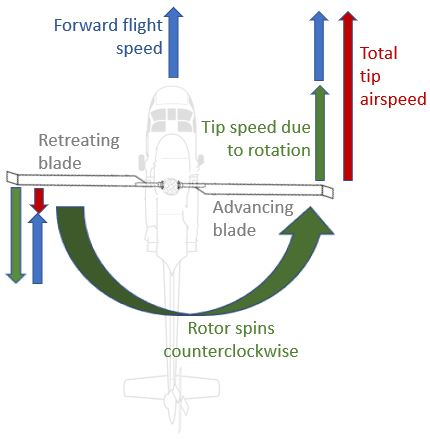 Forward flight
speed
Total
tip
airspeed
Tip speed due
to rotation
Retreating
blade
Advancing
blade
Rotor spins
counterclockwise